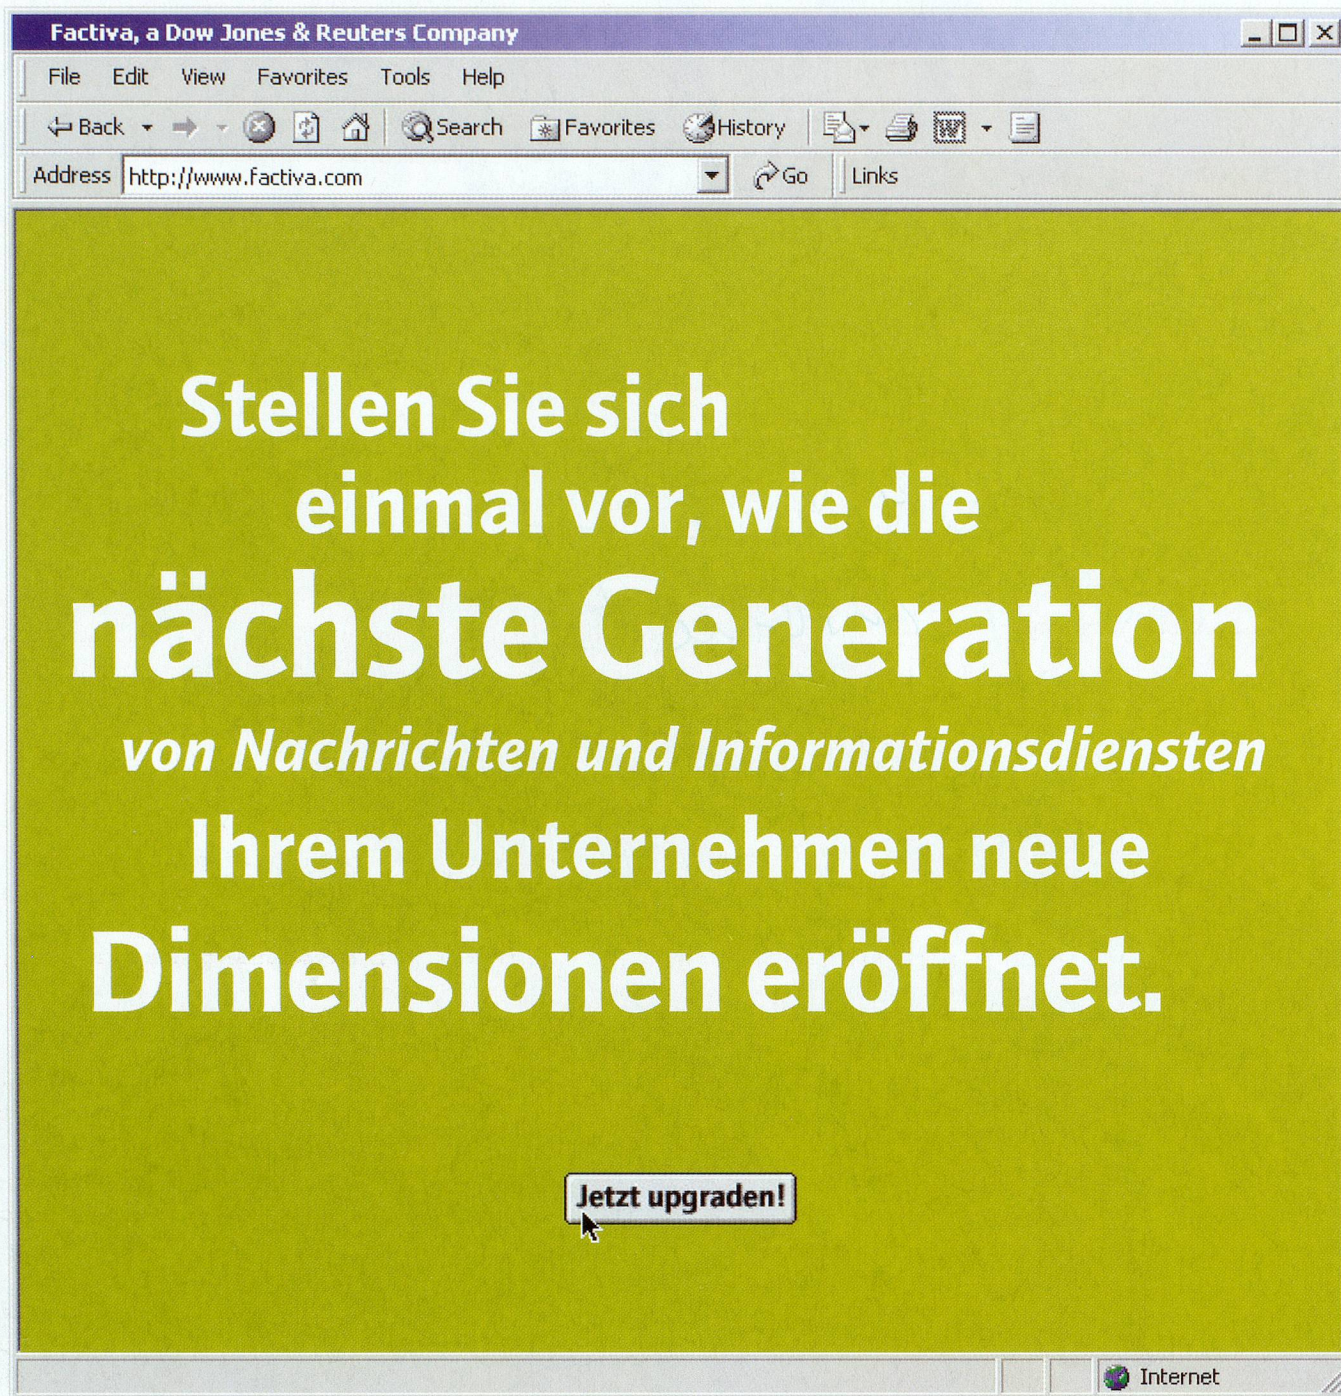 Factiva, a Dow Jones & Reuters Company
File Edit View Favorites Tools Help
Back Search Favorites History
Address http://www.factiva.com Go Links
Stellen Sie sich
einmal vor, wie die
nächste Generation
von Nachrichten und Informationsdiensten
Ihrem Unternehmen neue
Dimensionen eröffnet.
Jetzt upgraden!
Internet